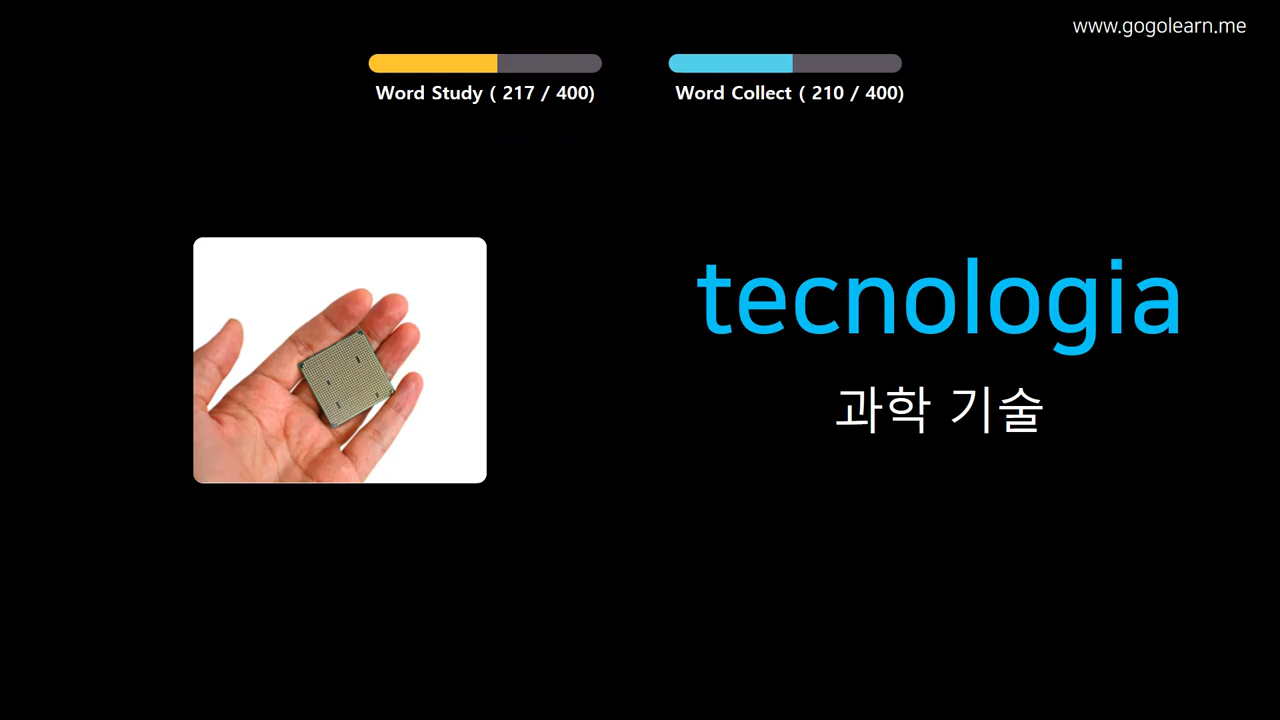 www.gogolearn.me
Word Study ( 217 / 400)
Word Collect ( 210 / 400)
tecnologia
과학 기술